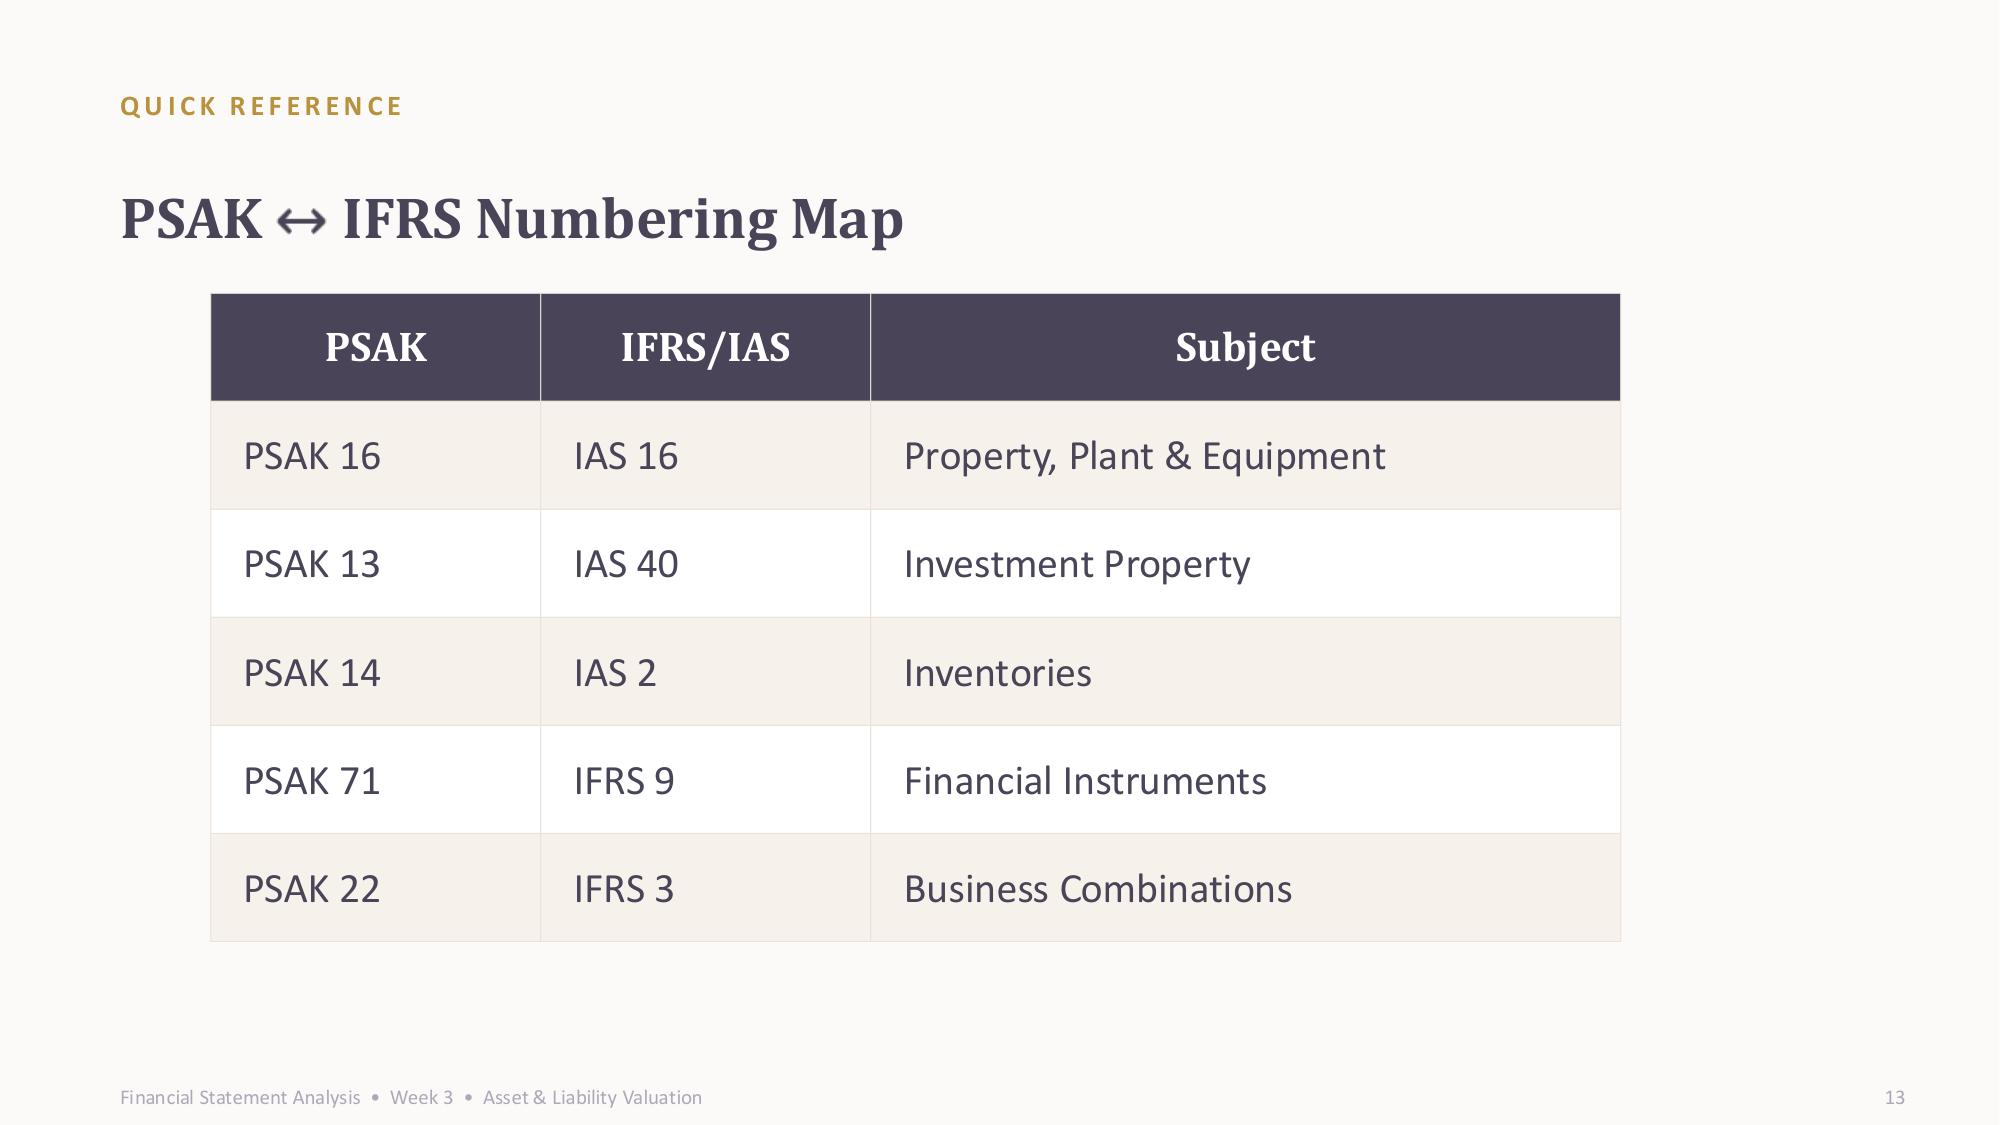 QUICK REFERENCE
PSAK ↔ IFRS Numbering Map
PSAK IFRS/IAS Subject
PSAK 16 IAS 16 Property, Plant & Equipment
PSAK 13 IAS 40 Investment Property
PSAK 14 IAS 2 Inventories
PSAK 71 IFRS 9 Financial Instruments
PSAK 22 IFRS 3 Business Combinations
Financial Statement Analysis • Week 3 • Asset & Liability Valuation 13